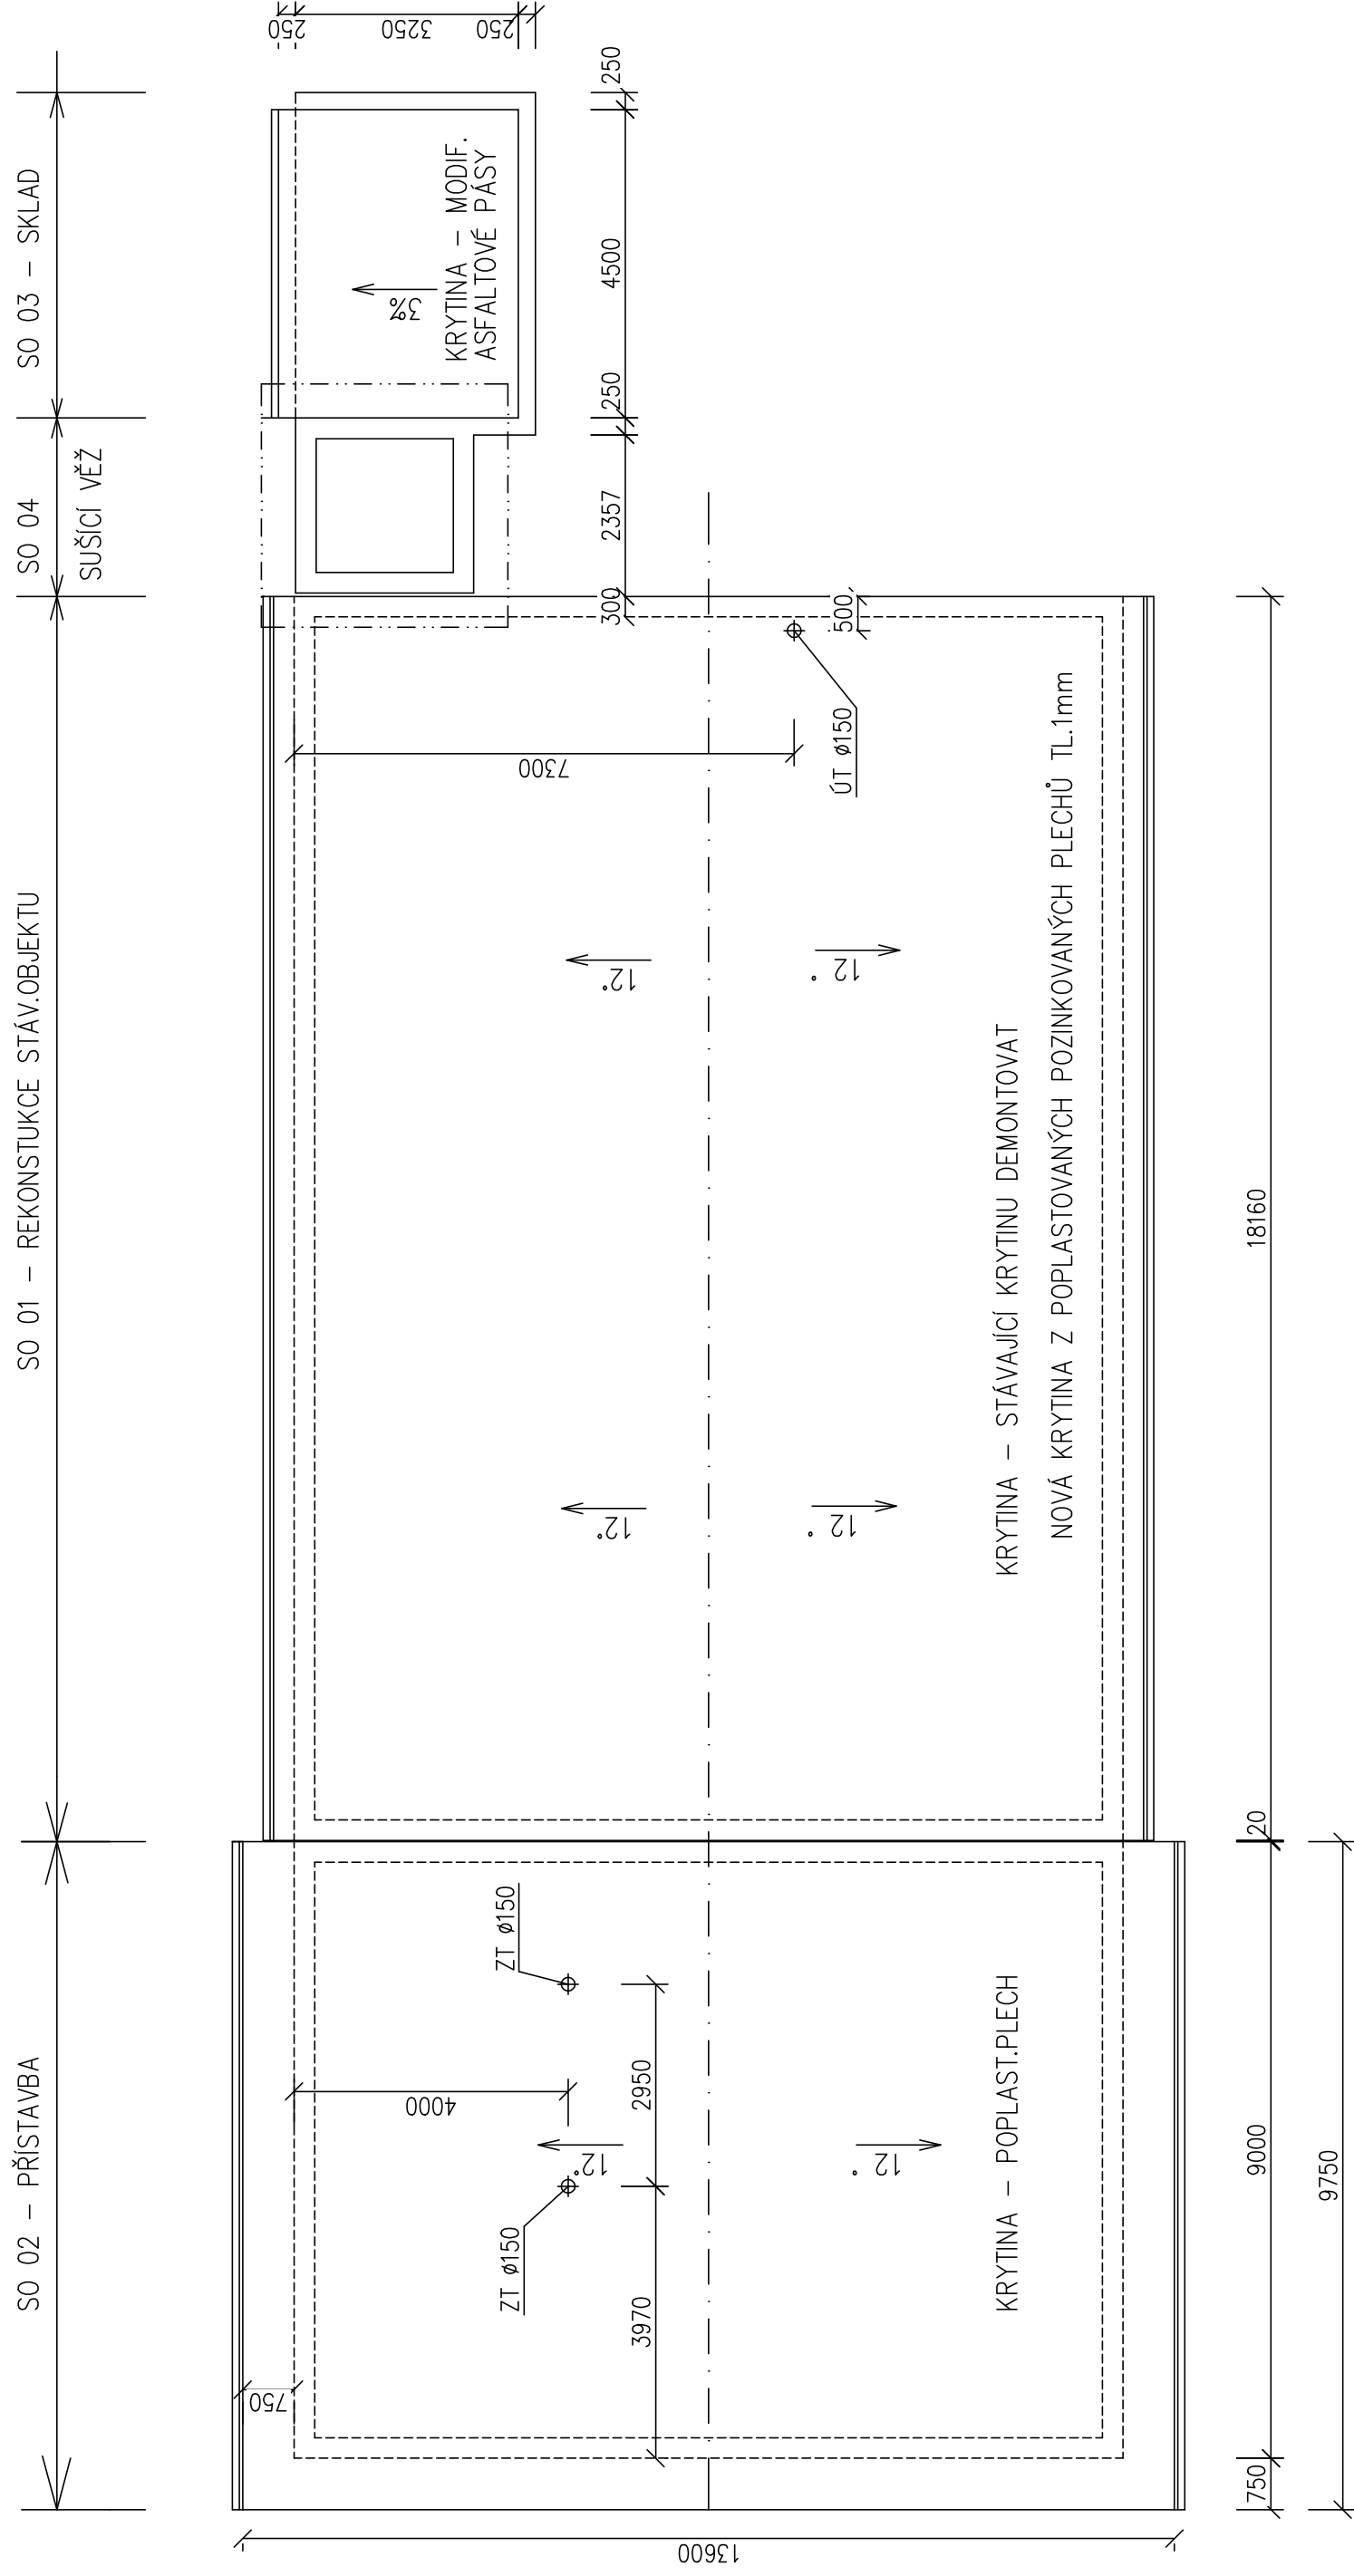 SO 02 – PŘÍSTAVBA
SO 01 – REKONSTUKCE STÁV.OBJEKTU
SO 04
SUŠÍCÍ VĚŽ
SO 03 – SKLAD
250
3250
250
750
4000
7300
3%
KRYTINA – MODIF.
ASFALTOVÉ PÁSY
ZT ø150
ZT ø150
12°
12°
12°
3970
2950
300
2357
250
4500
250
ÚT ø150
500
12 °
12 °
12 °
KRYTINA – POPLAST.PLECH
KRYTINA – STÁVAJÍCÍ KRYTINU DEMONTOVAT
NOVÁ KRYTINA Z POPLASTOVANÝCH POZINKOVANÝCH PLECHŮ TL.1mm
13600
750
9000
20
18160
9750